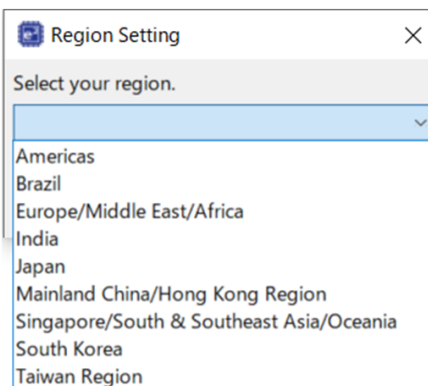 Region Setting
Select your region.
Americas
Brazil
Europe/Middle East/Africa
India
Japan
Mainland China/Hong Kong Region
Singapore/South & Southeast Asia/Oceania
South Korea
Taiwan Region